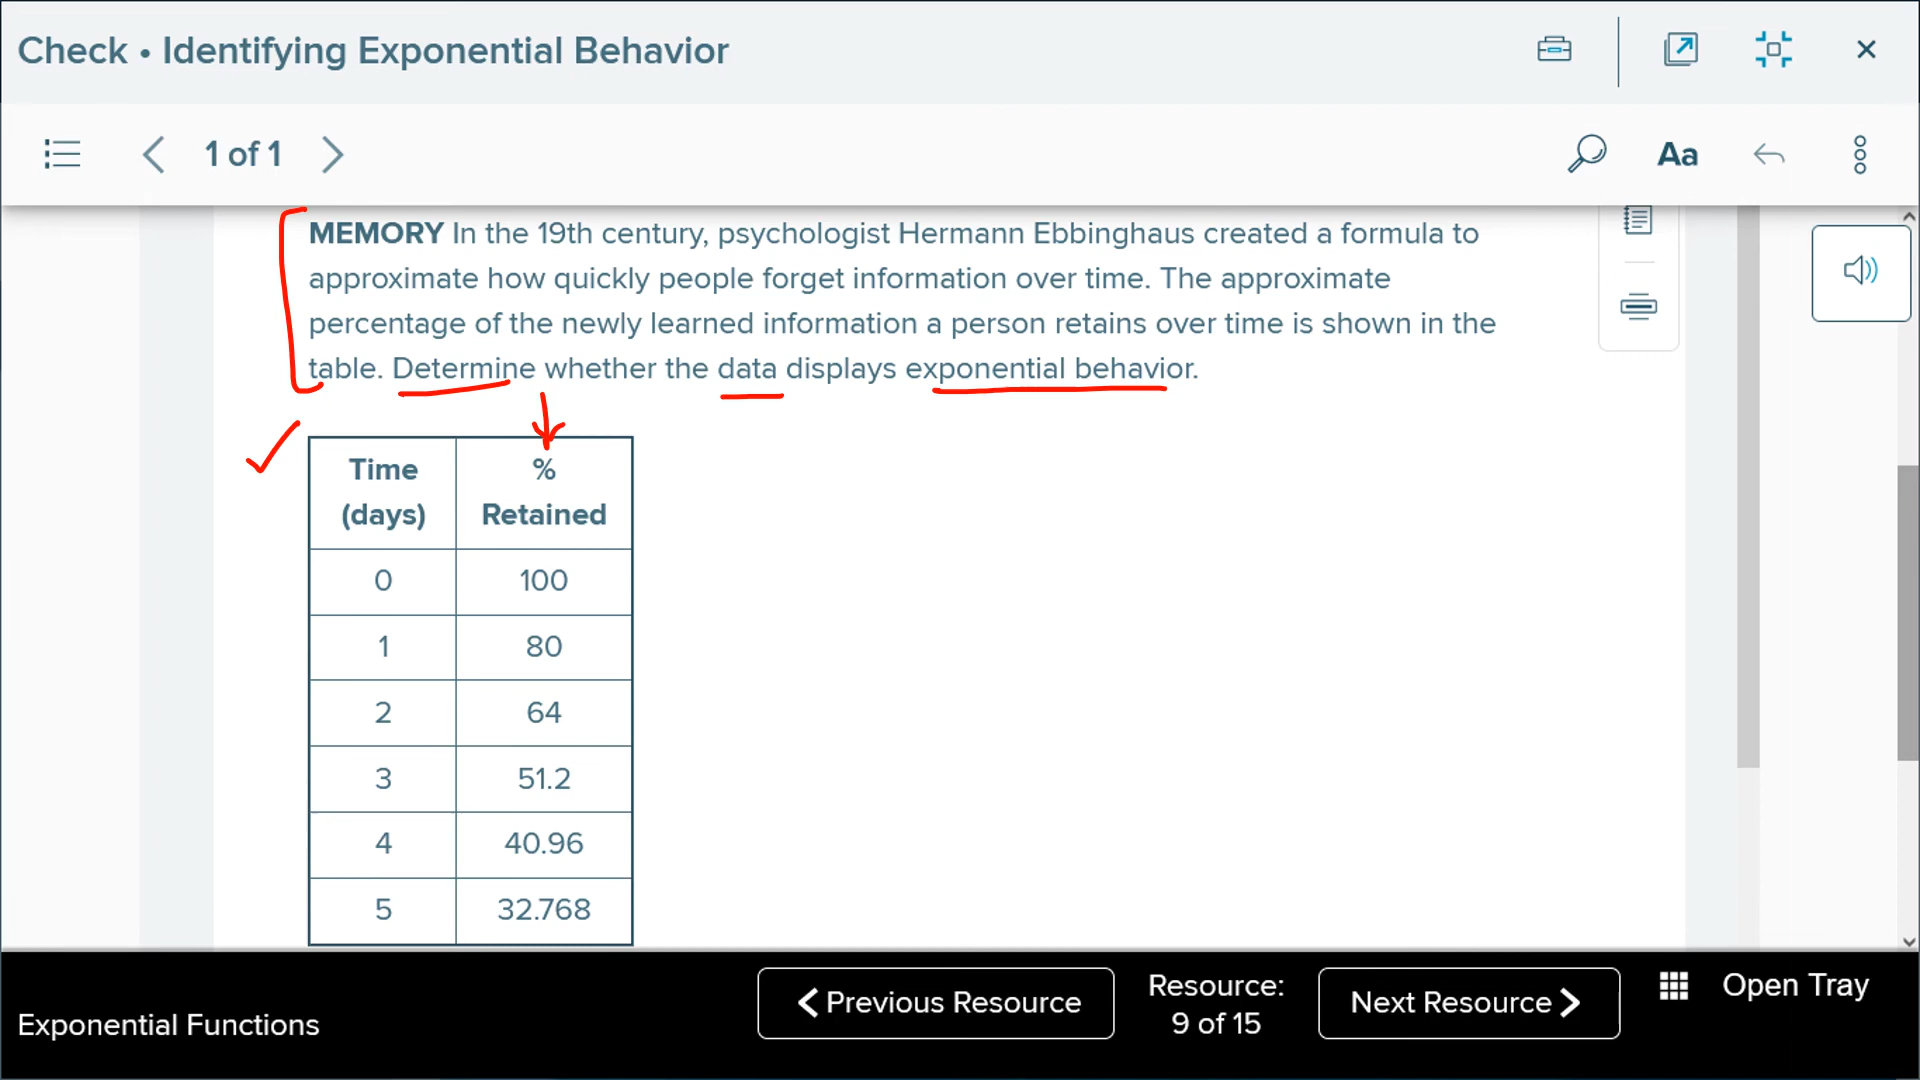 Check • Identifying Exponential Behavior
1 of 1
Aa
MEMORY In the 19th century, psychologist Hermann Ebbinghaus created a formula to
approximate how quickly people forget information over time. The approximate
percentage of the newly learned information a person retains over time is shown in the
table. Determine whether the data displays exponential behavior.
Time (days) % Retained
0 100
1 80
2 64
3 51.2
4 40.96
5 32.768
Exponential Functions
Previous Resource
Resource:
9 of 15
Next Resource
Open Tray